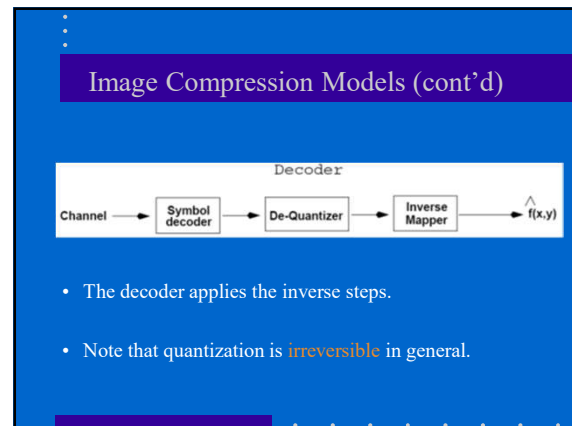 Image Compression Models (cont’d)
Decoder
Channel
Symbol
decoder
De-Quantizer
Inverse
Mapper
f̂(x,y)
• The decoder applies the inverse steps.
• Note that quantization is irreversible in general.